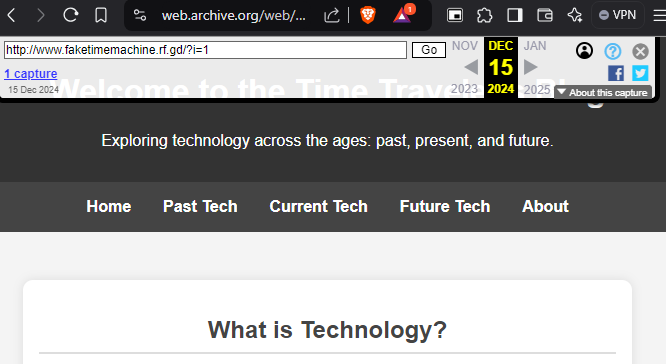 web.archive.org/web/...
1
VPN
http://www.faketimemachine.rf.gd/?i=1
Go
NOV DEC JAN
1 capture
15
15 Dec 2024
2023 2024 2025
About this capture
Welcome to the Time Travel
Exploring technology across the ages: past, present, and future.
Home Past Tech Current Tech Future Tech About
What is Technology?